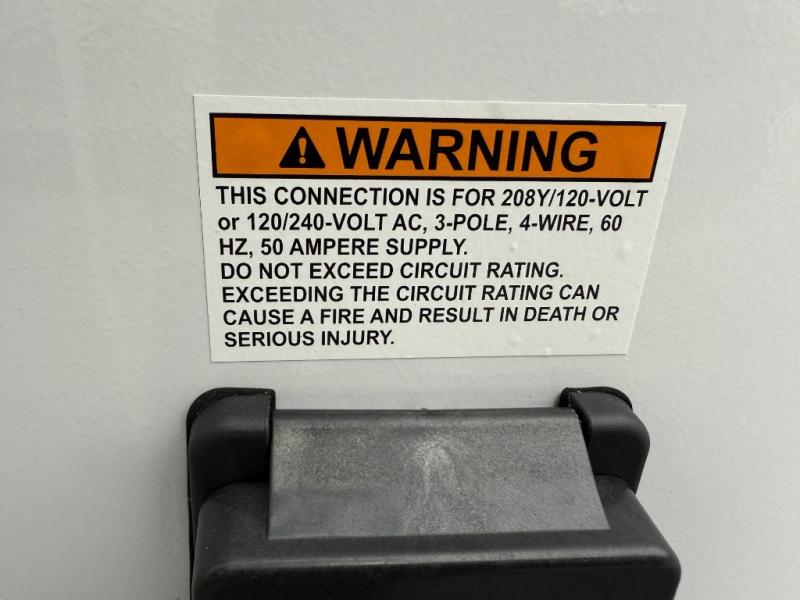 WARNING
THIS CONNECTION IS FOR 208Y/120-VOLT
or 120/240-VOLT AC, 3-POLE, 4-WIRE, 60
HZ, 50 AMPERE SUPPLY.
DO NOT EXCEED CIRCUIT RATING.
EXCEEDING THE CIRCUIT RATING CAN
CAUSE A FIRE AND RESULT IN DEATH OR
SERIOUS INJURY.